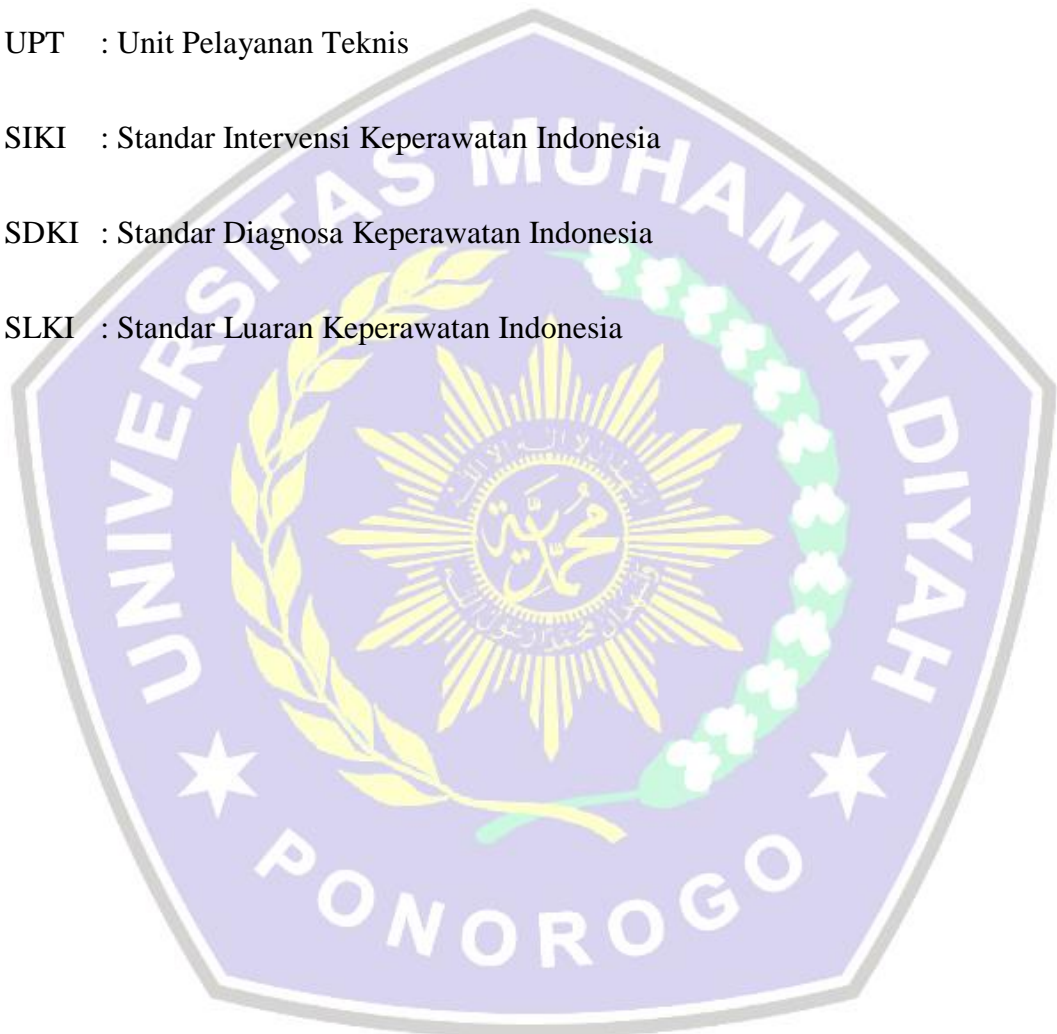 UPT : Unit Pelayanan Teknis
SIKI : Standar Intervensi Keperawatan Indonesia
SDKI : Standar Diagnosa Keperawatan Indonesia
SLKI : Standar Luaran Keperawatan Indonesia
UNIVERSITAS MUHAMMADIYAH
PONOROGO
محمدية